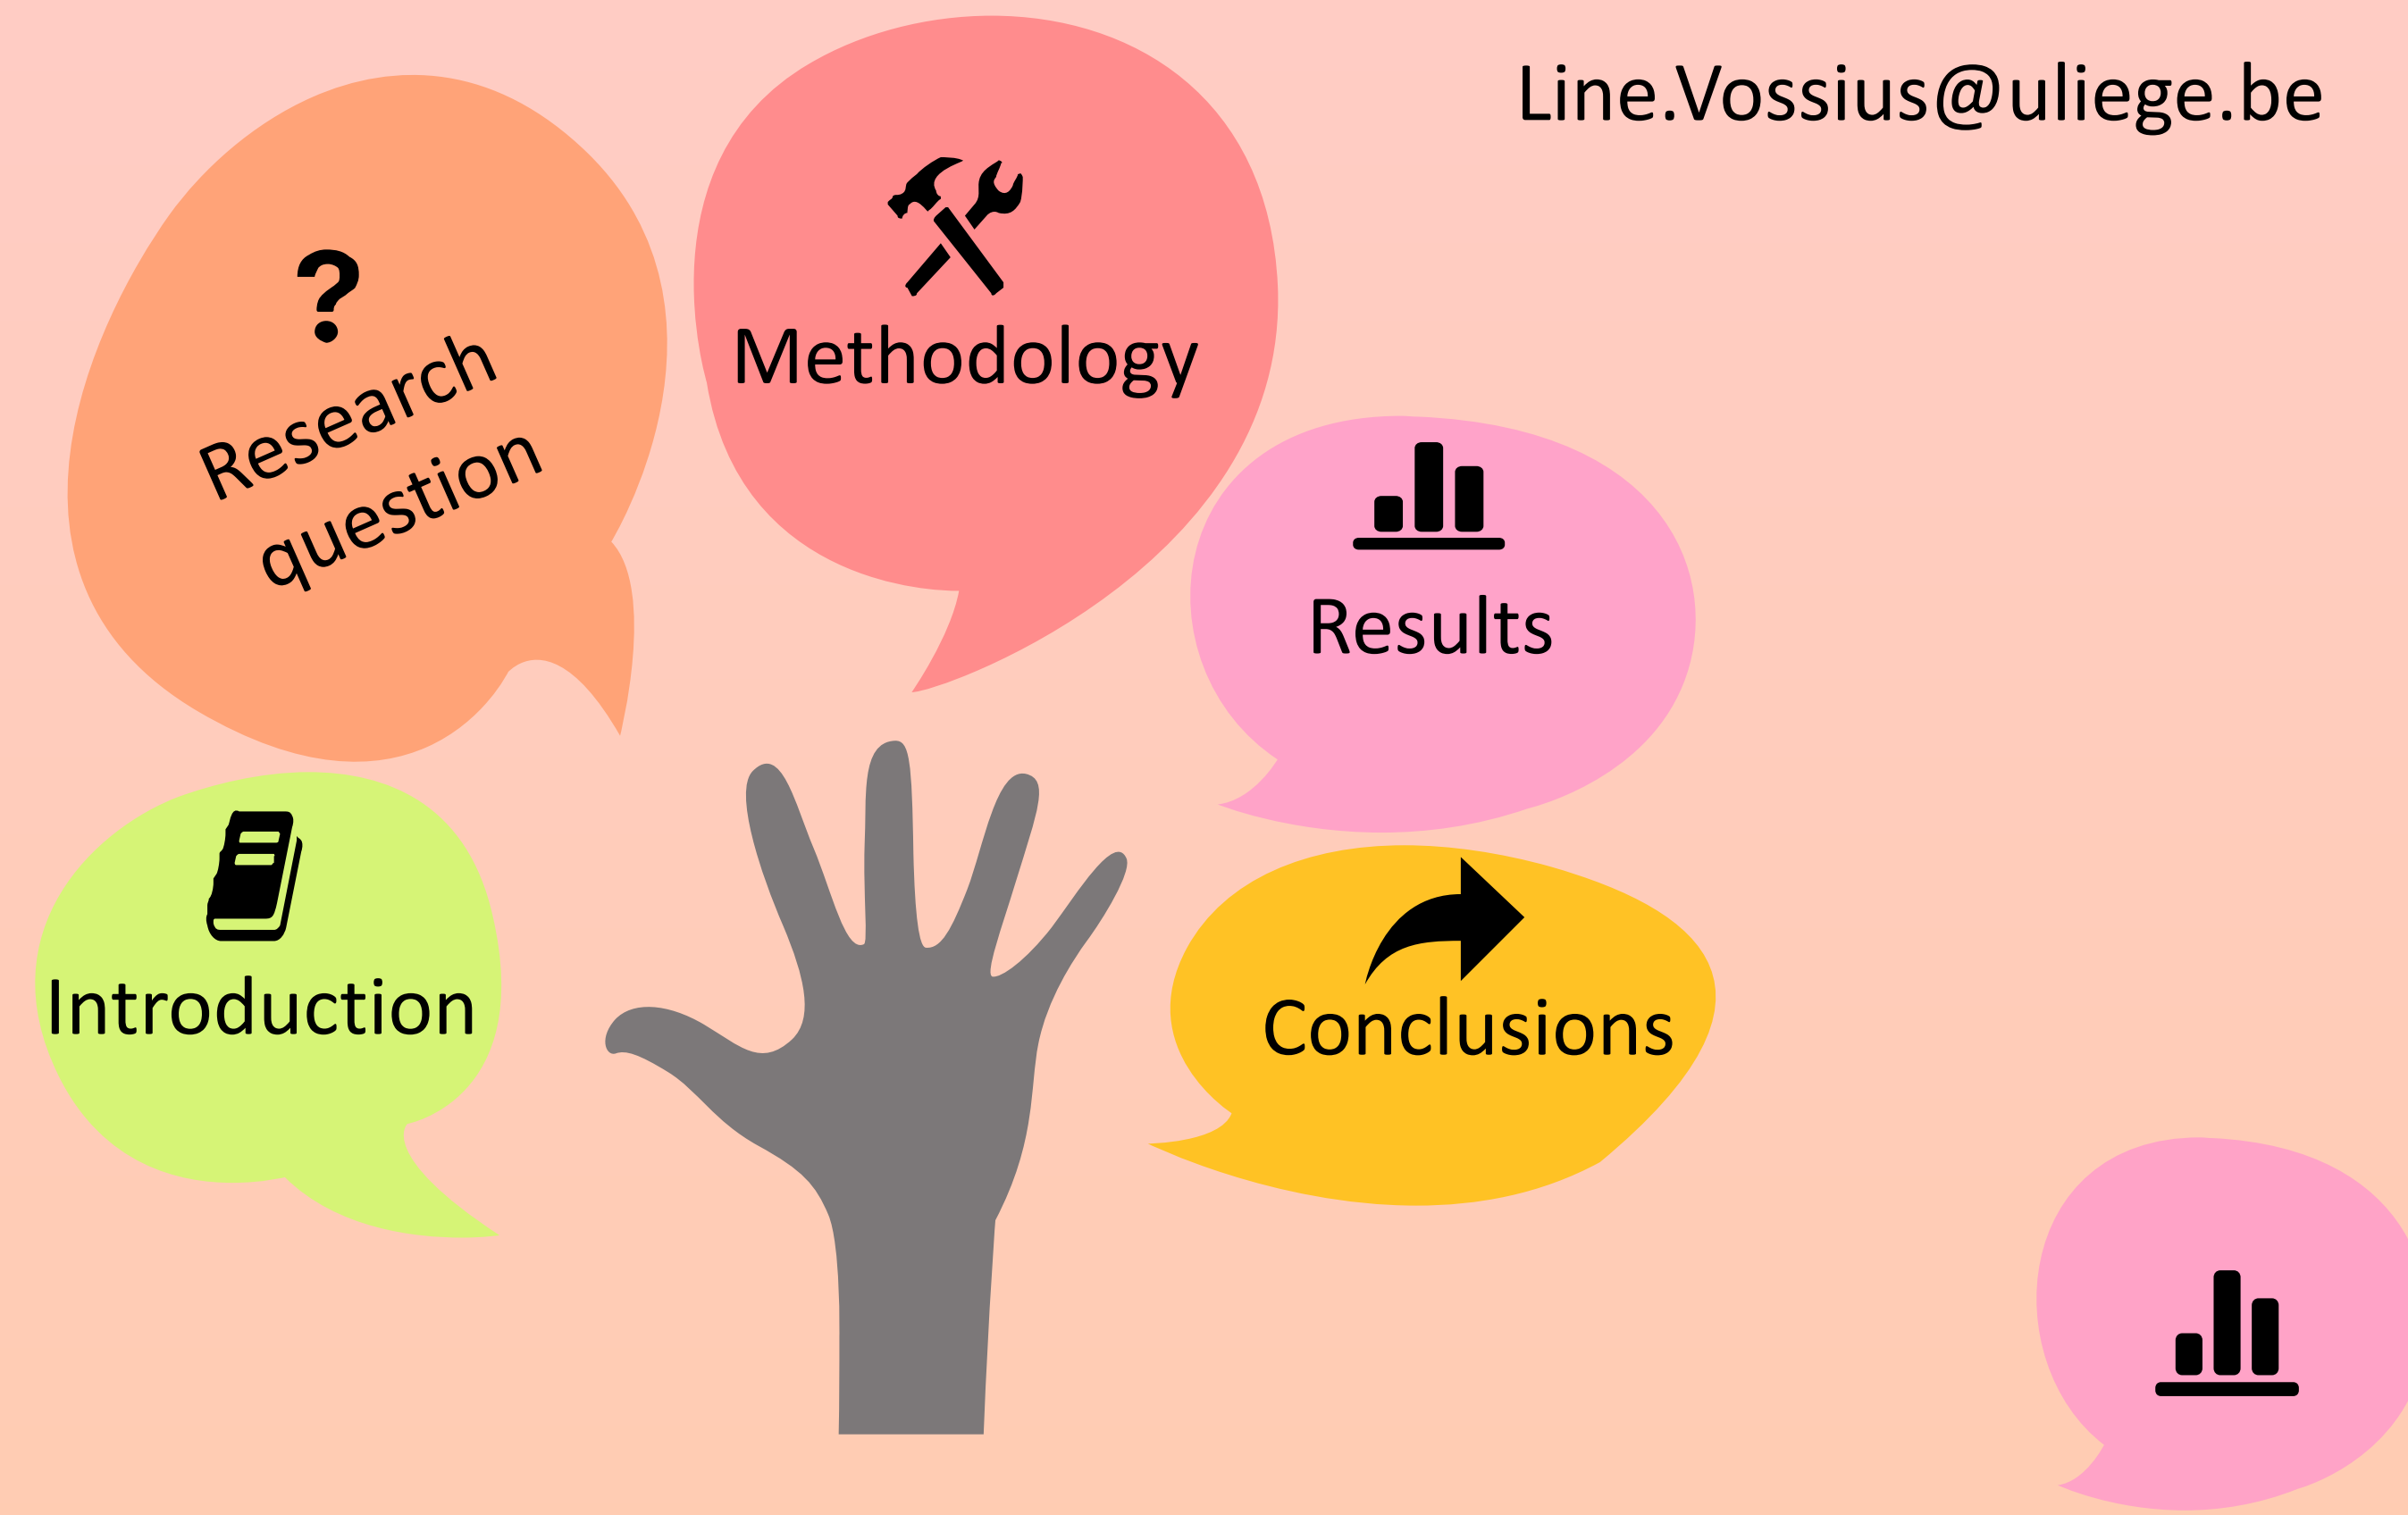 Line.Vossius@uliege.be
?
Research
question
Methodology
Results
Introduction
Conclusions